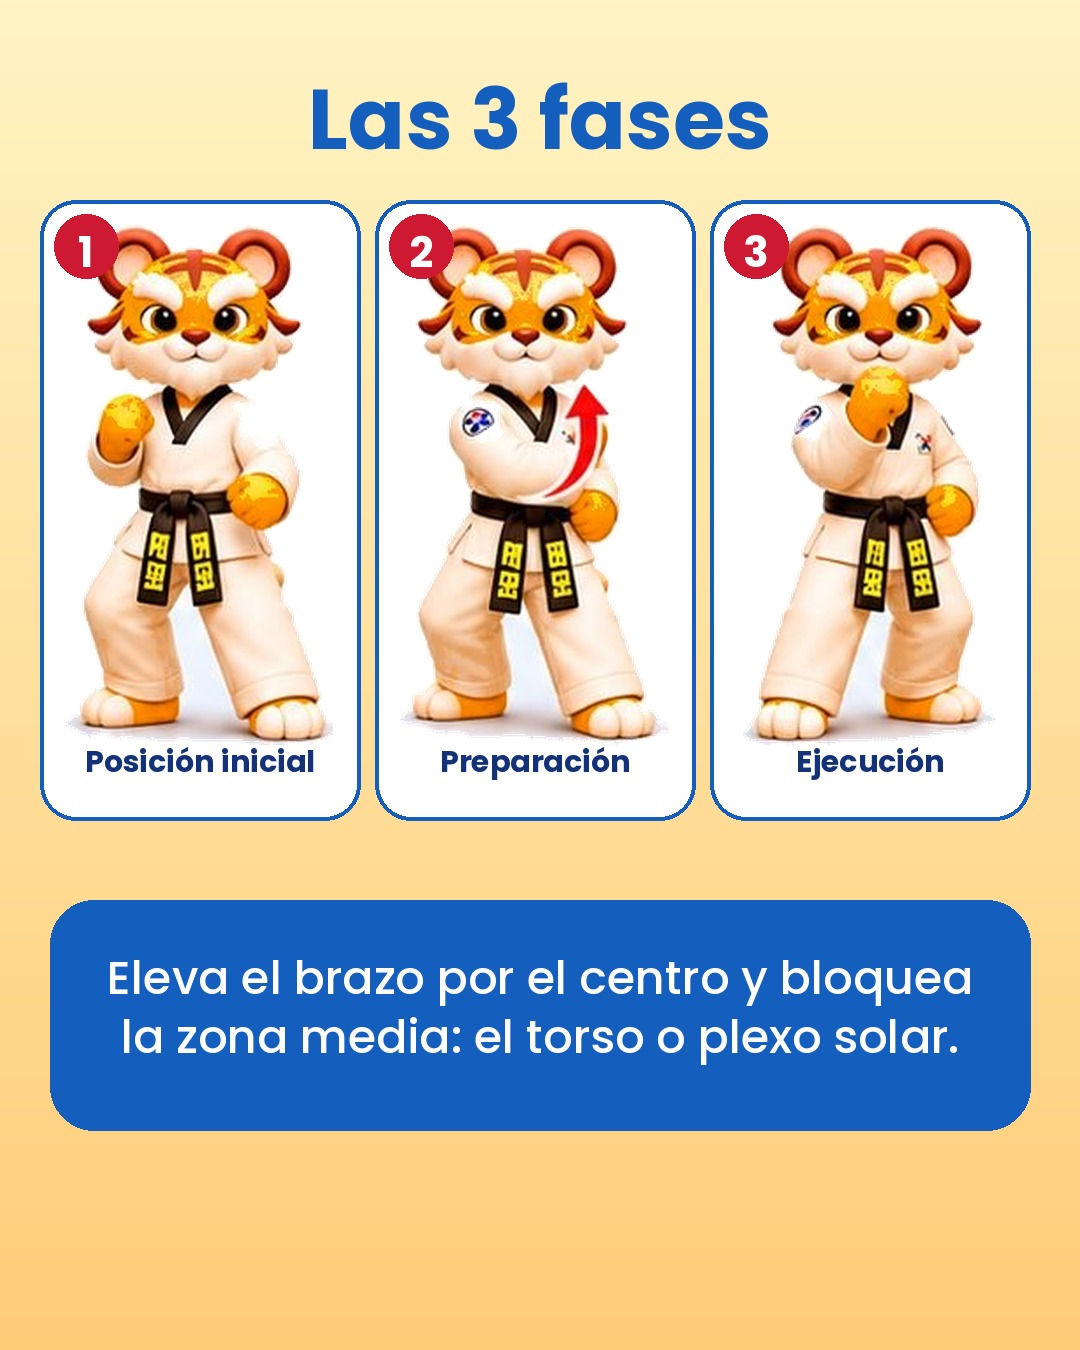 Las 3 fases
1
2
3
Posición inicial
Preparación
Ejecución
Eleva el brazo por el centro y bloquea
la zona media: el torso o plexo solar.